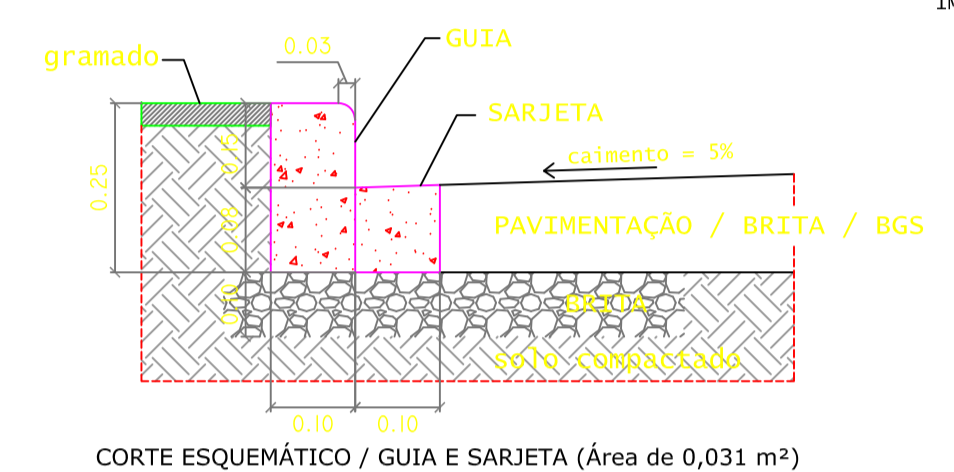 0.03
GUIA
gramado
SARJETA
caimento = 5%
0.15
0.25
0.08
PAVIMENTAÇÃO / BRITA / BGS
0.10
BRITA
solo compactado
0.10
0.10
CORTE ESQUEMÁTICO / GUIA E SARJETA (Área de 0,031 m²)